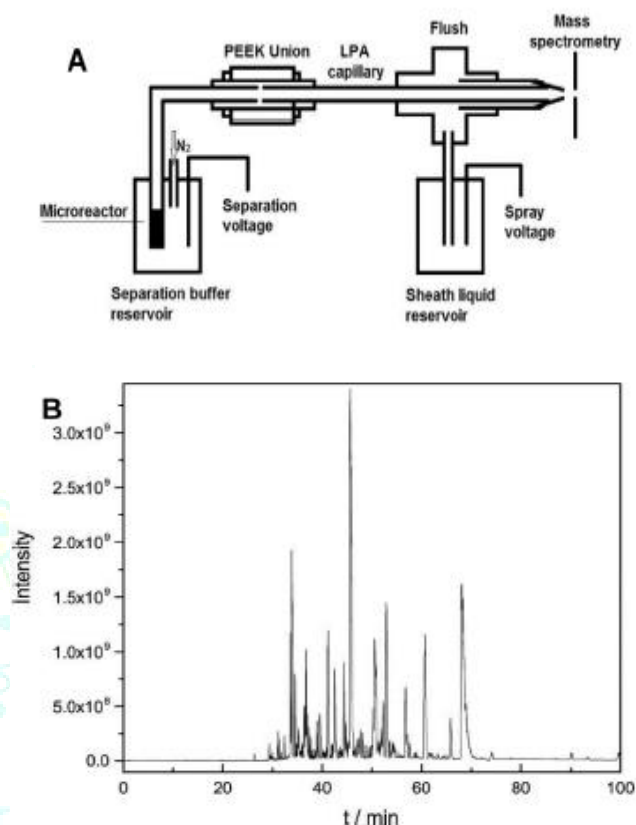 A
PEEK Union
LPA
capillary
Flush
Mass
spectrometry
N₂
Microreactor
Separation
voltage
Spray
voltage
Separation buffer
reservoir
Sheath liquid
reservoir
B
3.0x10⁹
2.5x10⁹
2.0x10⁹
1.5x10⁹
1.0x10⁹
5.0x10⁸
0.0
Intensity
0
20
40
60
80
100
t / min